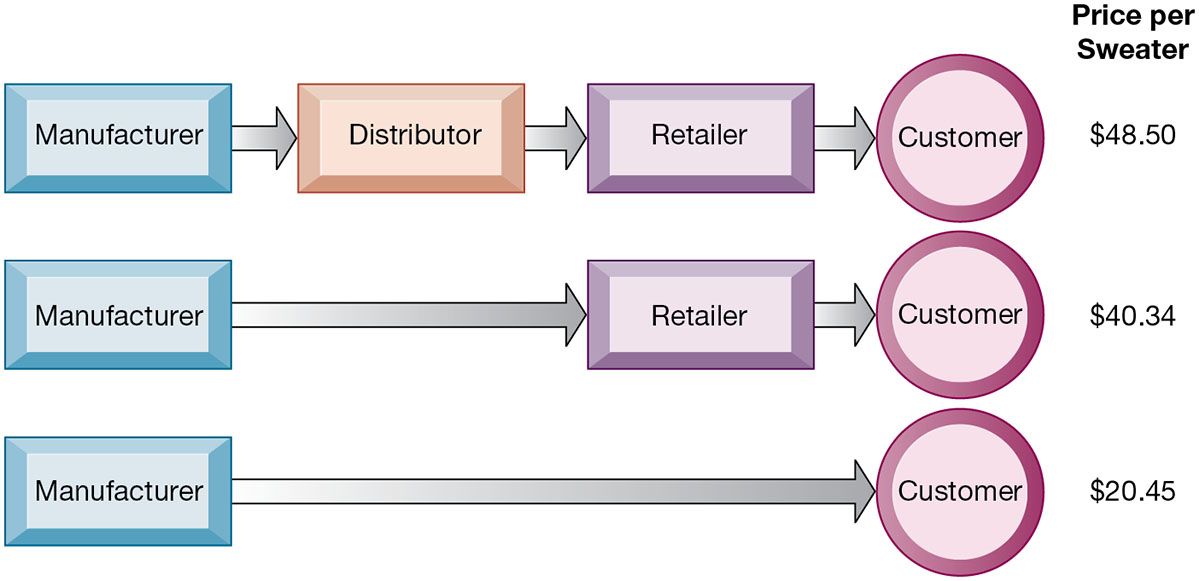 Price per
Sweater
Manufacturer
Distributor
Retailer
Customer
$48.50
Manufacturer
Retailer
Customer
$40.34
Manufacturer
Customer
$20.45